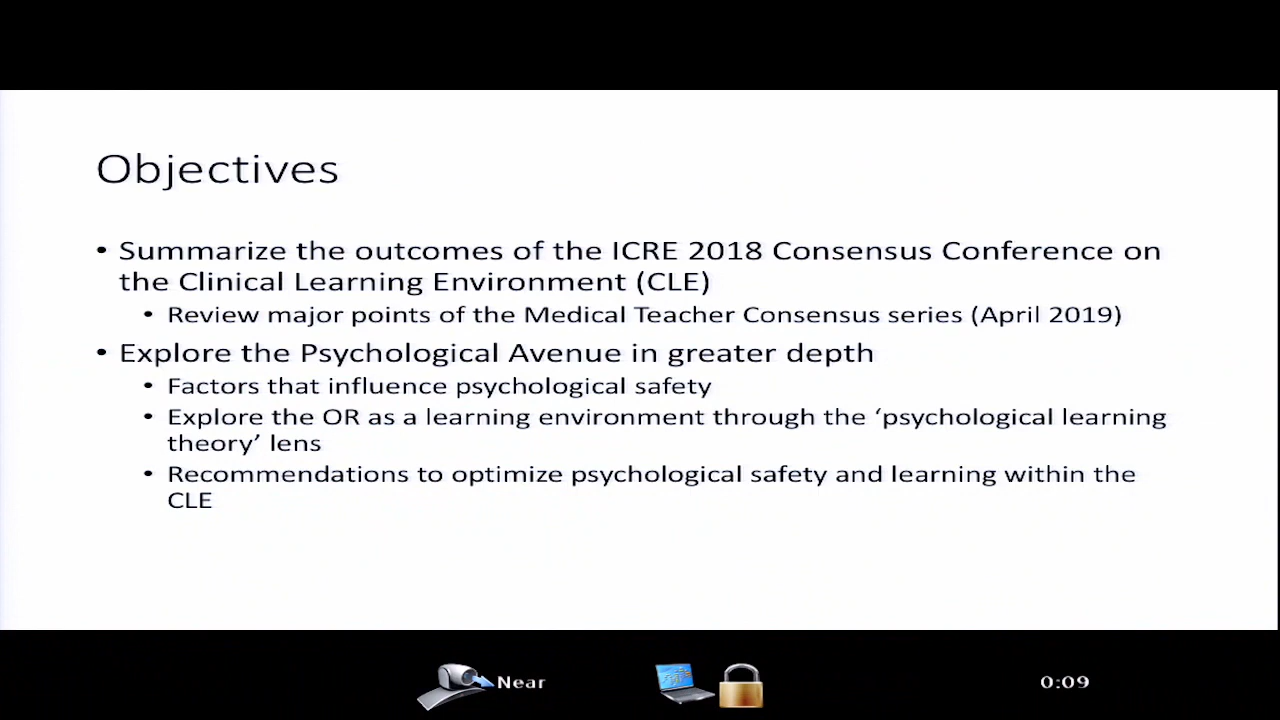 Objectives
• Summarize the outcomes of the ICRE 2018 Consensus Conference on
the Clinical Learning Environment (CLE)
• Review major points of the Medical Teacher Consensus series (April 2019)
• Explore the Psychological Avenue in greater depth
• Factors that influence psychological safety
• Explore the OR as a learning environment through the ‘psychological learning
theory’ lens
• Recommendations to optimize psychological safety and learning within the
CLE
Near
0:09